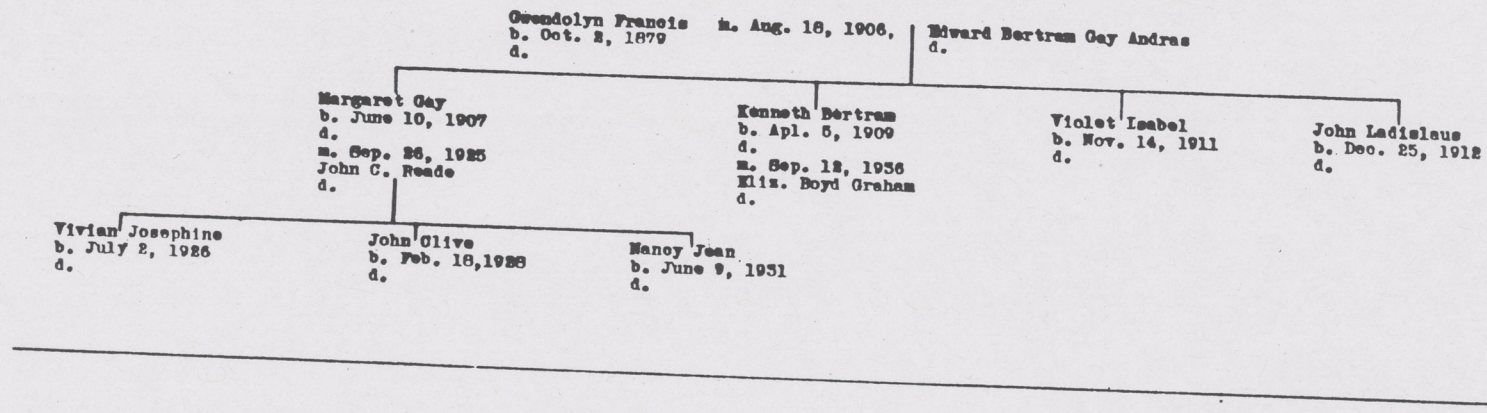 Gwendolyn Francis m. Aug. 18, 1906, Edward Bertram Gay Andras
b. Oct. 2, 1879 d.
d.
Margaret Gay
b. June 10, 1907
d.
m. Sep. 26, 1925
John C. Reade
d.
Kenneth Bertram
b. Apl. 5, 1909
d.
m. Sep. 12, 1936
Eliz. Boyd Graham
d.
Violet Isabel
b. Nov. 14, 1911
d.
John Ladislaus
b. Dec. 25, 1912
d.
Vivian Josephine
b. July 2, 1926
d.
John Clive
b. Feb. 18,1928
d.
Nancy Jean
b. June 9, 1931
d.